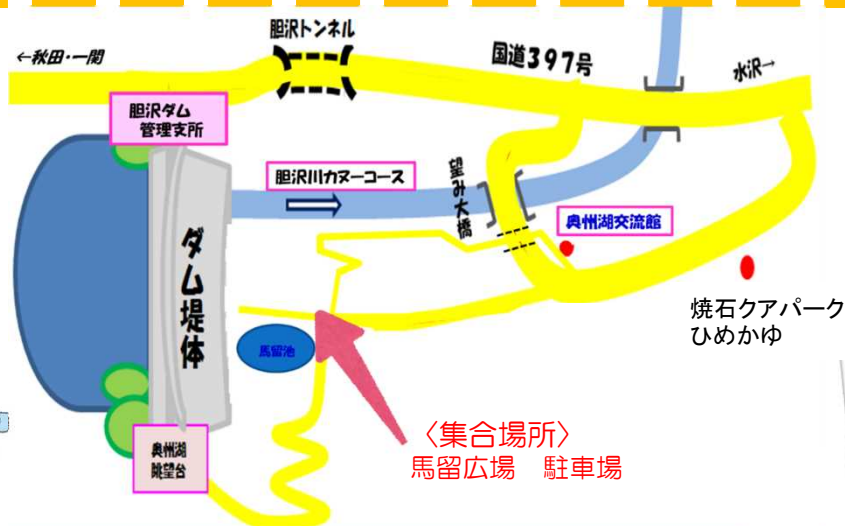 胆沢トンネル
←秋田・一関
国道397号
水沢→
胆沢ダム
管理支所
胆沢川カヌーコース
望み大橋
奥州湖交流館
ダム堤体
焼石クアパーク
ひめかゆ
馬留池
〈集合場所〉
馬留広場 駐車場
奥州湖
眺望台